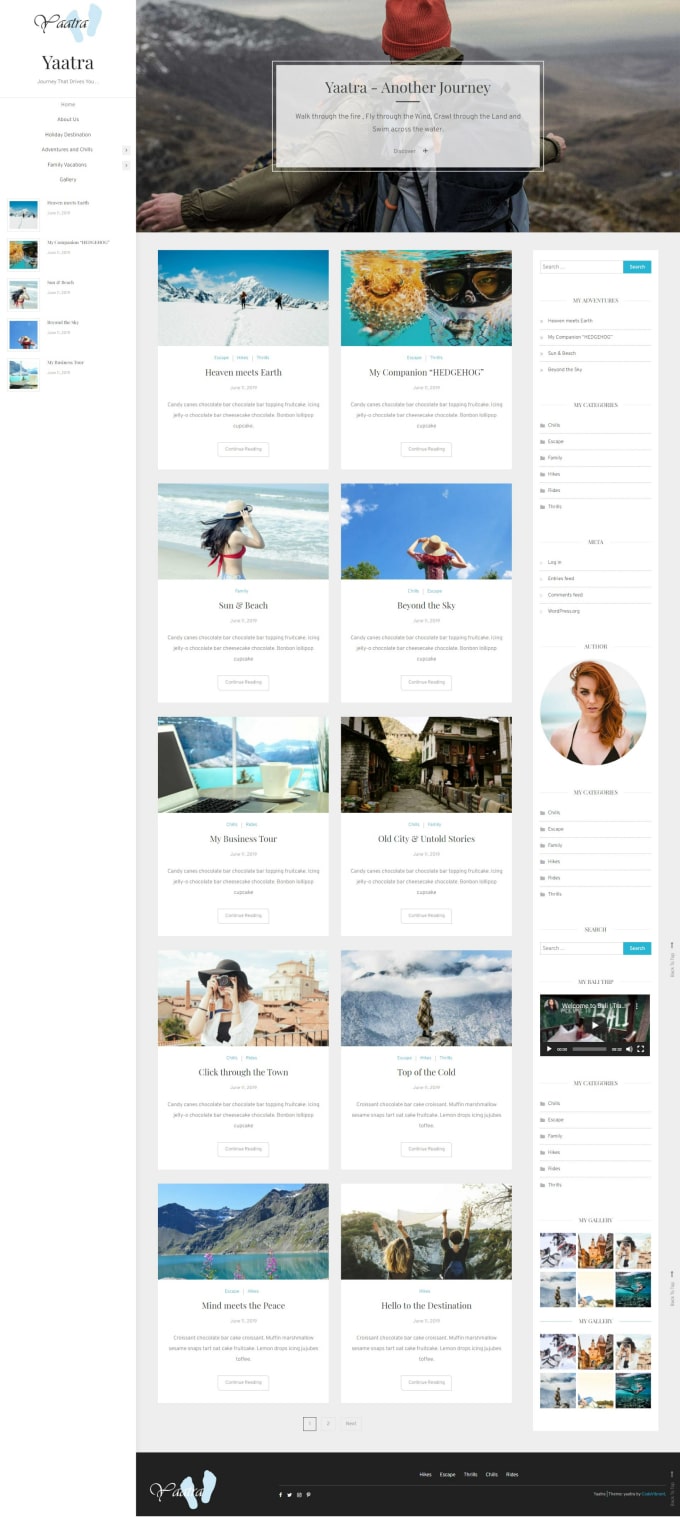 Yaatra
Yaatra
Journey That Drives You...
Home
About Us
Holiday Destination
Adventures and Chills
Family Vacations
Gallery
Heaven meets Earth
June 11, 2019
My Companion “HEDGEHOG”
June 11, 2019
Sun & Beach
June 11, 2019
Beyond the Sky
June 11, 2019
My Business Tour
June 11, 2019
Yaatra - Another Journey
Walk through the fire , Fly through the Wind, Crawl through the Land and
Swim across the water.
Discover +
Escape | Hikes | Thrills
Heaven meets Earth
June 11, 2019
Candy canes chocolate bar chocolate bar topping fruitcake. Icing
jelly-o chocolate bar cheesecake chocolate. Bonbon lollipop
cupcake
Continue Reading
Escape | Thrills
My Companion “HEDGEHOG”
June 11, 2019
Candy canes chocolate bar chocolate bar topping fruitcake. Icing
jelly-o chocolate bar cheesecake chocolate. Bonbon lollipop
cupcake
Continue Reading
Family
Sun & Beach
June 11, 2019
Candy canes chocolate bar chocolate bar topping fruitcake. Icing
jelly-o chocolate bar cheesecake chocolate. Bonbon lollipop
cupcake
Continue Reading
Chills | Escape
Beyond the Sky
June 11, 2019
Candy canes chocolate bar chocolate bar topping fruitcake. Icing
jelly-o chocolate bar cheesecake chocolate. Bonbon lollipop
cupcake
Continue Reading
Chills | Rides
My Business Tour
June 11, 2019
Candy canes chocolate bar chocolate bar topping fruitcake. Icing
jelly-o chocolate bar cheesecake chocolate. Bonbon lollipop
cupcake
Continue Reading
Chills | Family
Old City & Untold Stories
June 11, 2019
Candy canes chocolate bar chocolate bar topping fruitcake. Icing
jelly-o chocolate bar cheesecake chocolate. Bonbon lollipop
cupcake
Continue Reading
Chills | Rides
Click through the Town
June 11, 2019
Candy canes chocolate bar chocolate bar topping fruitcake. Icing
jelly-o chocolate bar cheesecake chocolate. Bonbon lollipop
cupcake
Continue Reading
Escape | Hikes | Thrills
Top of the Cold
June 11, 2019
Croissant chocolate bar cake croissant. Muffin marshmallow
sesame snaps tart oat cake fruitcake. Lemon drops icing jujubes
toffee.
Continue Reading
Escape | Hikes
Mind meets the Peace
June 11, 2019
Croissant chocolate bar cake croissant. Muffin marshmallow
sesame snaps tart oat cake fruitcake. Lemon drops icing jujubes
toffee.
Continue Reading
Hikes
Hello to the Destination
June 11, 2019
Croissant chocolate bar cake croissant. Muffin marshmallow
sesame snaps tart oat cake fruitcake. Lemon drops icing jujubes
toffee.
Continue Reading
1 2 Next
Search ... Search
MY ADVENTURES
Heaven meets Earth
My Companion “HEDGEHOG”
Sun & Beach
Beyond the Sky
MY CATEGORIES
Chills
Escape
Family
Hikes
Rides
Thrills
META
Log in
Entries feed
Comments feed
WordPress.org
AUTHOR
MY CATEGORIES
Chills
Escape
Family
Hikes
Rides
Thrills
SEARCH
Search ... Search
MY BALI TRIP
Welcome to Bali | Tra...
BALI
00:00 00:32
MY CATEGORIES
Chills
Escape
Family
Hikes
Rides
Thrills
MY GALLERY
MY GALLERY
Back To Top
Back To Top
Back To Top
Yaatra
Hikes Escape Thrills Chills Rides
Yaatra | Theme: yaatra by CodeVibrant.